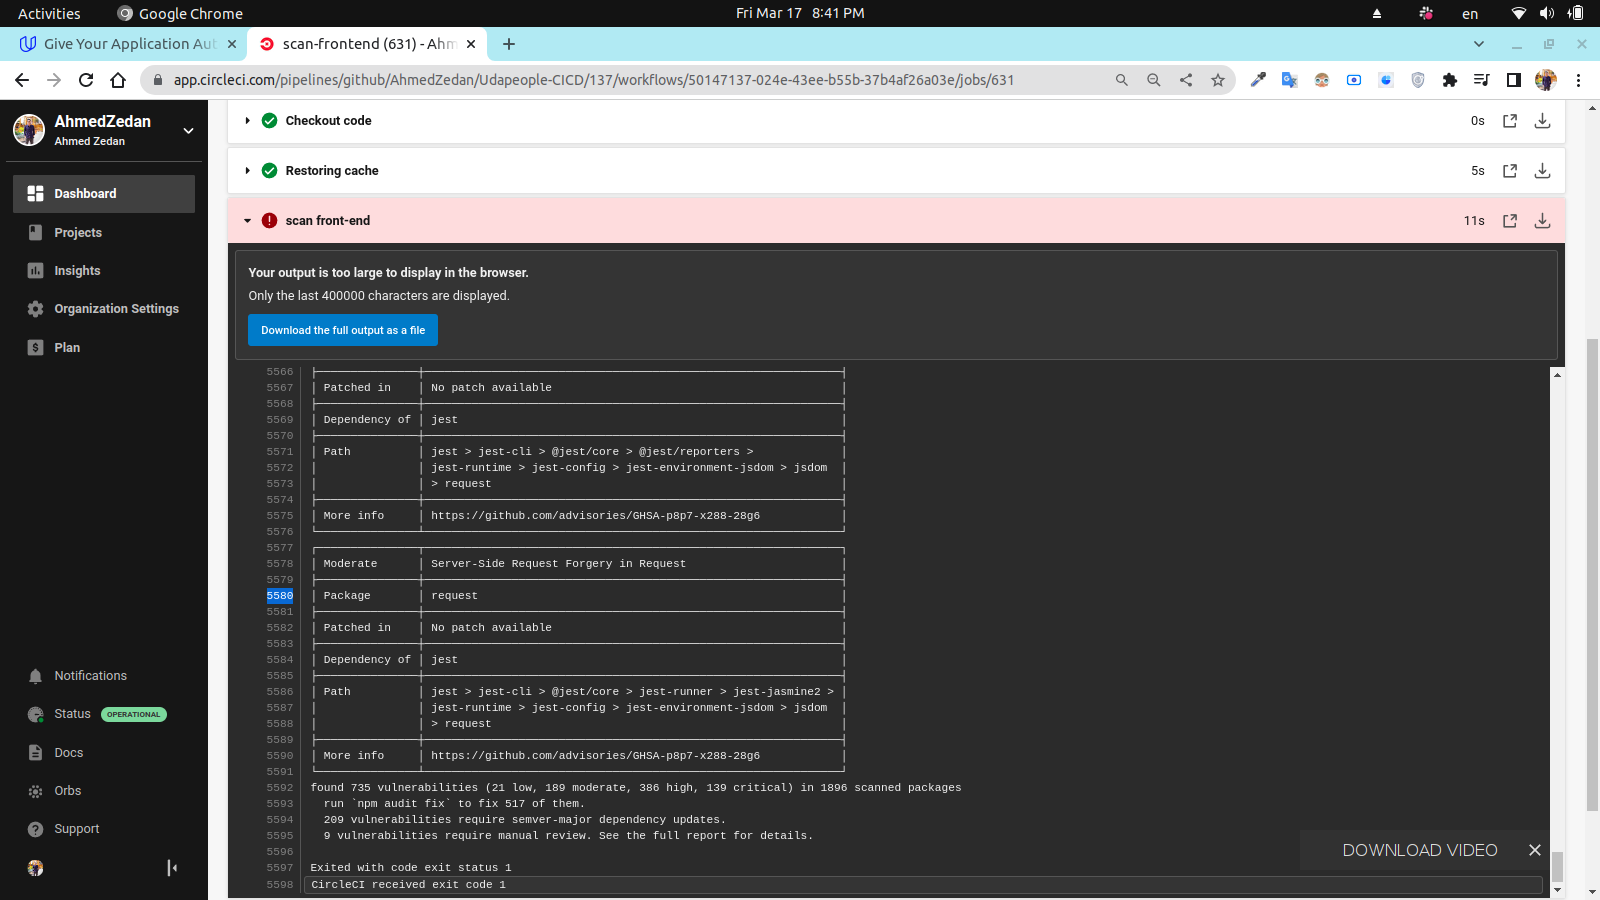 Activities
Google Chrome
Fri Mar 17 8:41 PM
en
Give Your Application Aut
scan-frontend (631) - Ahm
app.circleci.com/pipelines/github/AhmedZedan/Udapeople-CICD/137/workflows/50147137-024e-43ee-b55b-37b4af26a03e/jobs/631
AhmedZedan
Ahmed Zedan
Dashboard
Projects
Insights
Organization Settings
Plan
Notifications
Status OPERATIONAL
Docs
Orbs
Support
Checkout code 0s
Restoring cache 5s
scan front-end 11s
Your output is too large to display in the browser.
Only the last 400000 characters are displayed.
Download the full output as a file
5566
5567 Patched in No patch available
5568
5569 Dependency of jest
5570
5571 Path jest > jest-cli > @jest/core > @jest/reporters >
5572 jest-runtime > jest-config > jest-environment-jsdom > jsdom
5573 > request
5574
5575 More info https://github.com/advisories/GHSA-p8p7-x288-28g6
5576
5577
5578 Moderate Server-Side Request Forgery in Request
5579
5580 Package request
5581
5582 Patched in No patch available
5583
5584 Dependency of jest
5585
5586 Path jest > jest-cli > @jest/core > jest-runner > jest-jasmine2 >
5587 jest-runtime > jest-config > jest-environment-jsdom > jsdom
5588 > request
5589
5590 More info https://github.com/advisories/GHSA-p8p7-x288-28g6
5591
5592 found 735 vulnerabilities (21 low, 189 moderate, 386 high, 139 critical) in 1896 scanned packages
5593 run `npm audit fix` to fix 517 of them.
5594 209 vulnerabilities require semver-major dependency updates.
5595 9 vulnerabilities require manual review. See the full report for details.
5596
5597 Exited with code exit status 1
5598 CircleCI received exit code 1
DOWNLOAD VIDEO